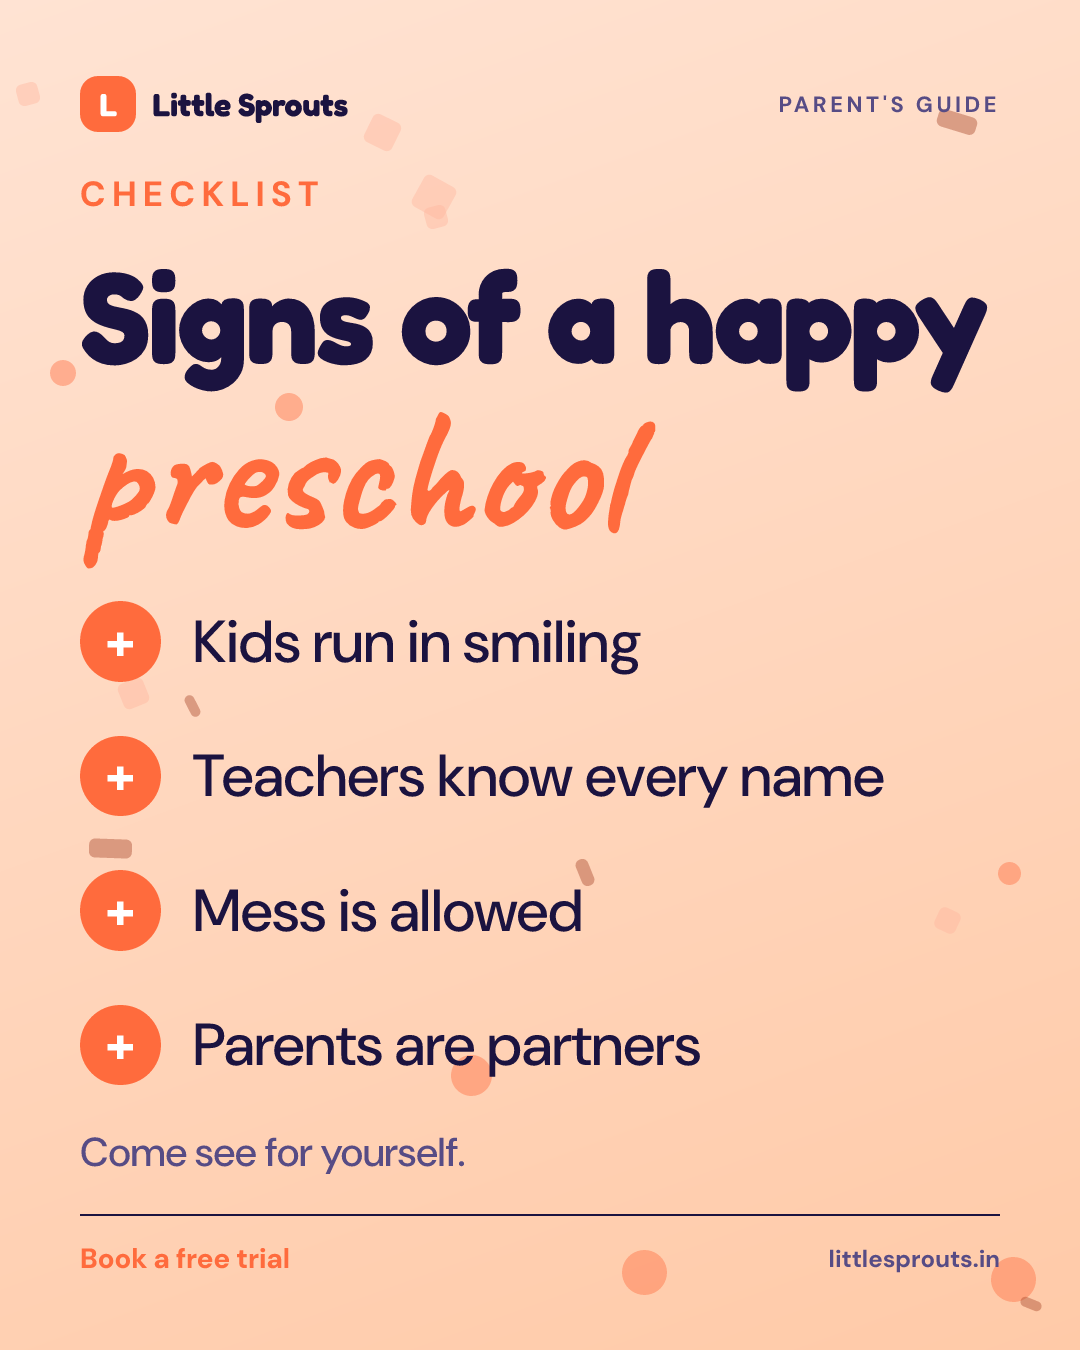 L Little Sprouts
PARENT'S GUIDE
CHECKLIST
Signs of a happy
preschool
+ Kids run in smiling
+ Teachers know every name
+ Mess is allowed
+ Parents are partners
Come see for yourself.
Book a free trial
littlesprouts.in